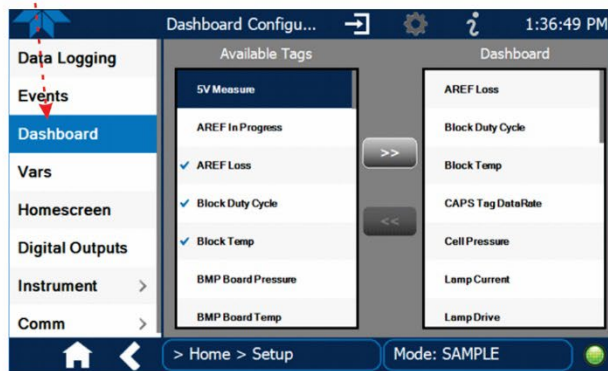 Dashboard Configu...
1:36:49 PM
Data Logging
Events
Dashboard
Vars
Homescreen
Digital Outputs
Instrument >
Comm >
Available Tags
5V Measure
AREF In Progress
✓ AREF Loss
✓ Block Duty Cycle
✓ Block Temp
BMP Board Pressure
BMP Board Temp
>>
<<
Dashboard
AREF Loss
Block Duty Cycle
Block Temp
CAPS Tag DataRate
Cell Pressure
Lamp Current
Lamp Drive
> Home > Setup
Mode: SAMPLE